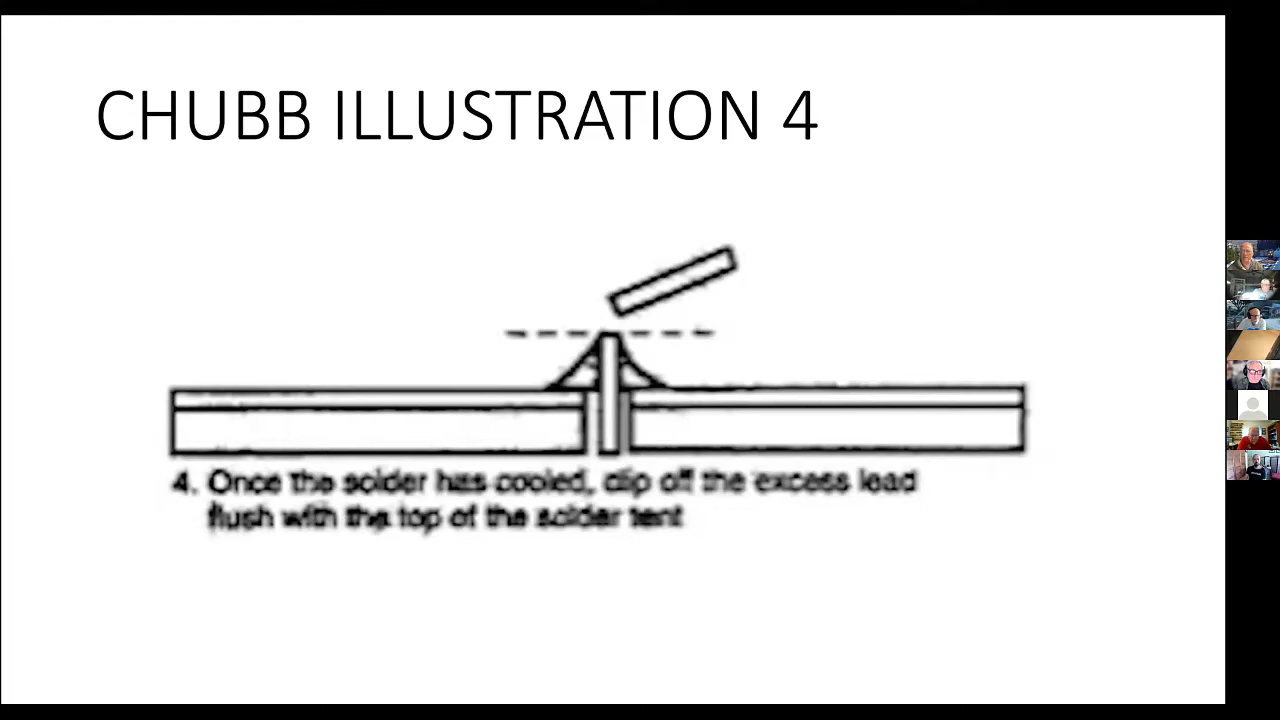 CHUBB ILLUSTRATION 4
4. Once the solder has cooled, clip off the excess lead
flush with the top of the solder tent